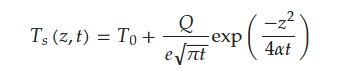 T_s (z, t) = T_0 + \frac{Q}{e\sqrt{\pi t}} \exp\left(\frac{-z^2}{4\alpha t}\right)